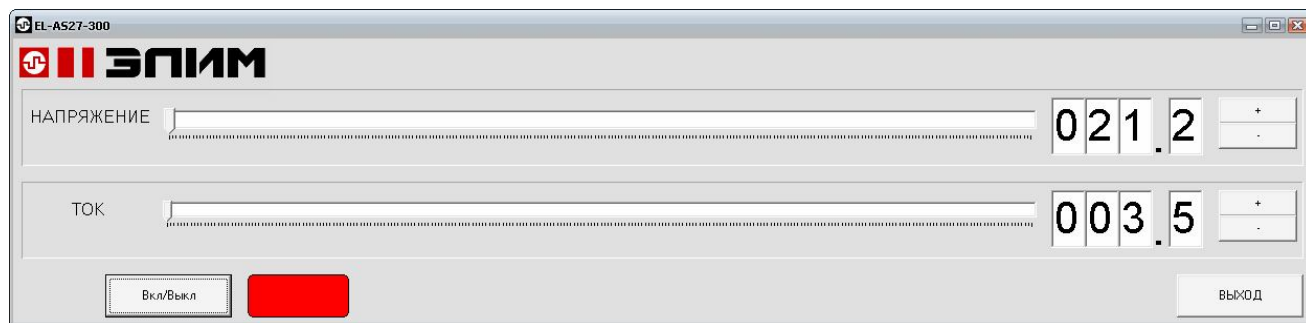 EL-AS27-300
ЭЛИМ
НАПРЯЖЕНИЕ
021.2
+
-
ТОК
003.5
+
-
Вкл/Выкл
ВЫХОД